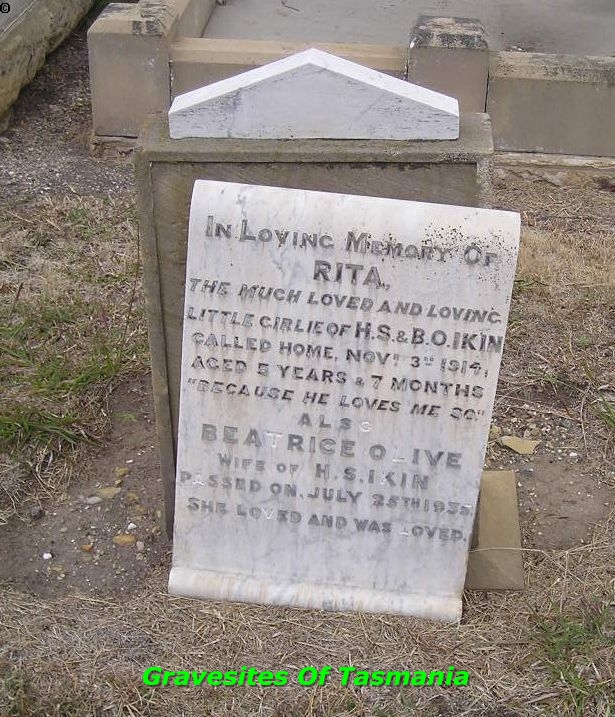 ©
In Loving Memory Of
RITA,
THE MUCH LOVED AND LOVING
LITTLE GIRLIE OF H.S. & B.O. IKIN
CALLED HOME, NOVR 3RD 1914,
AGED 5 YEARS & 7 MONTHS
"BECAUSE HE LOVES ME SO."
ALSO
BEATRICE OLIVE
WIFE OF H.S. IKIN
PASSED ON, JULY 25TH 1935.
SHE LOVED AND WAS LOVED.
Gravesites Of Tasmania